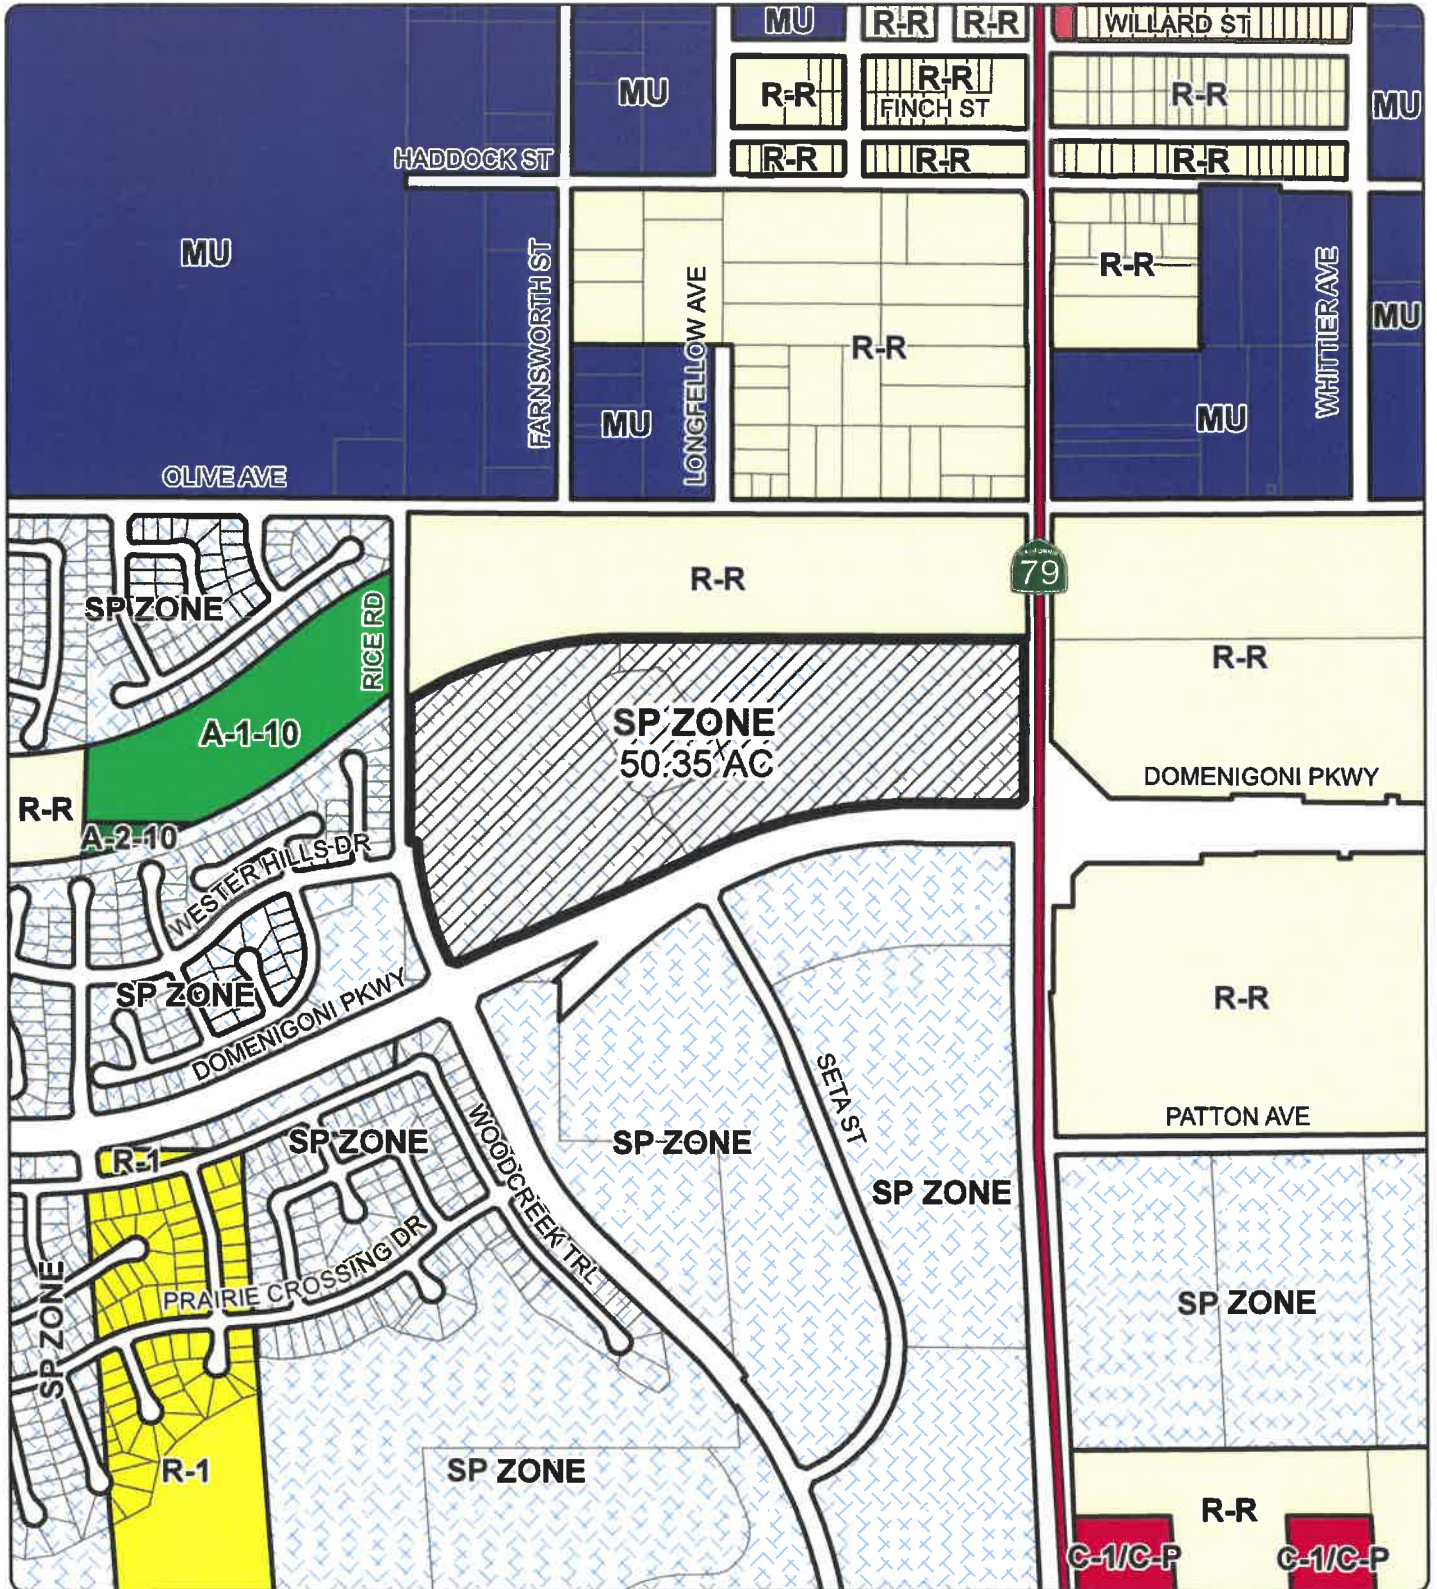 MU
R-R
R-R
WILLARD ST
MU
R-R
R-R
FINCH ST
R-R
MU
HADDOCK ST
R-R
R-R
R-R
MU
FARNSWORTH ST
LONGFELLOW AVE
R-R
R-R
WHITTIER AVE
MU
MU
MU
OLIVE AVE
R-R
CALIFORNIA
79
SP ZONE
RICE RD
R-R
A-1-10
SP ZONE
50.35 AC
DOMENIGONI PKWY
R-R
A-2-10
WESTER HILLS DR
SP ZONE
DOMENIGONI PKWY
R-R
SETA ST
PATTON AVE
R-1
SP ZONE
WOODCREEK TRL
SP ZONE
SP ZONE
SP ZONE
PRAIRIE CROSSING DR
SP ZONE
R-1
SP ZONE
R-R
C-1/C-P
C-1/C-P